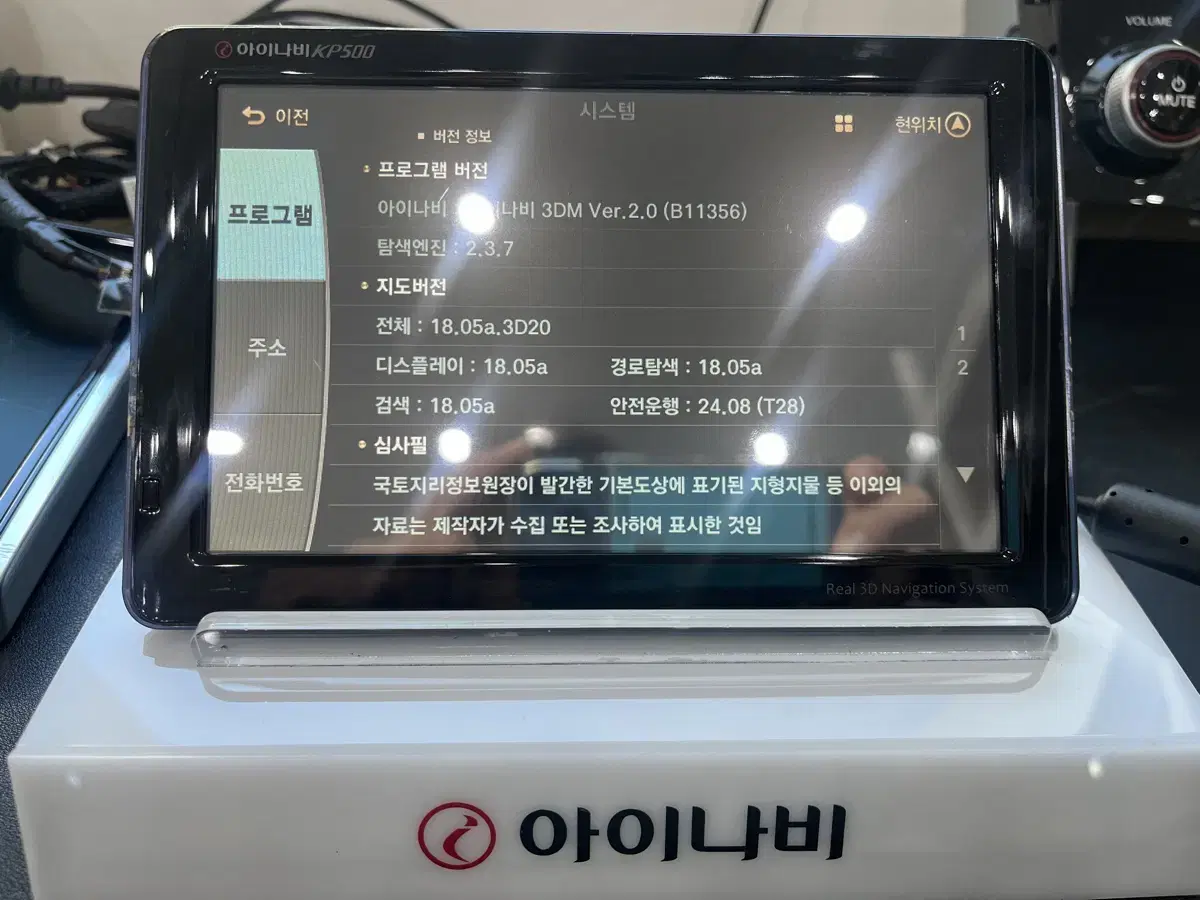 아이나비 KP500
VOLUME
MUTE
이전
시스템
현위치
버전 정보
프로그램
주소
전화번호
프로그램 버전
아이나비 3DM Ver.2.0 (B11356)
탐색엔진 : 2.3.7
지도버전
전체 : 18.05a.3D20
디스플레이 : 18.05a 경로탐색 : 18.05a
검색 : 18.05a 안전운행 : 24.08 (T28)
심사필
국토지리정보원장이 발간한 기본도상에 표기된 지형지물 등 이외의
자료는 제작자가 수집 또는 조사하여 표시한 것임
1
2
Real 3D Navigation System
아이나비